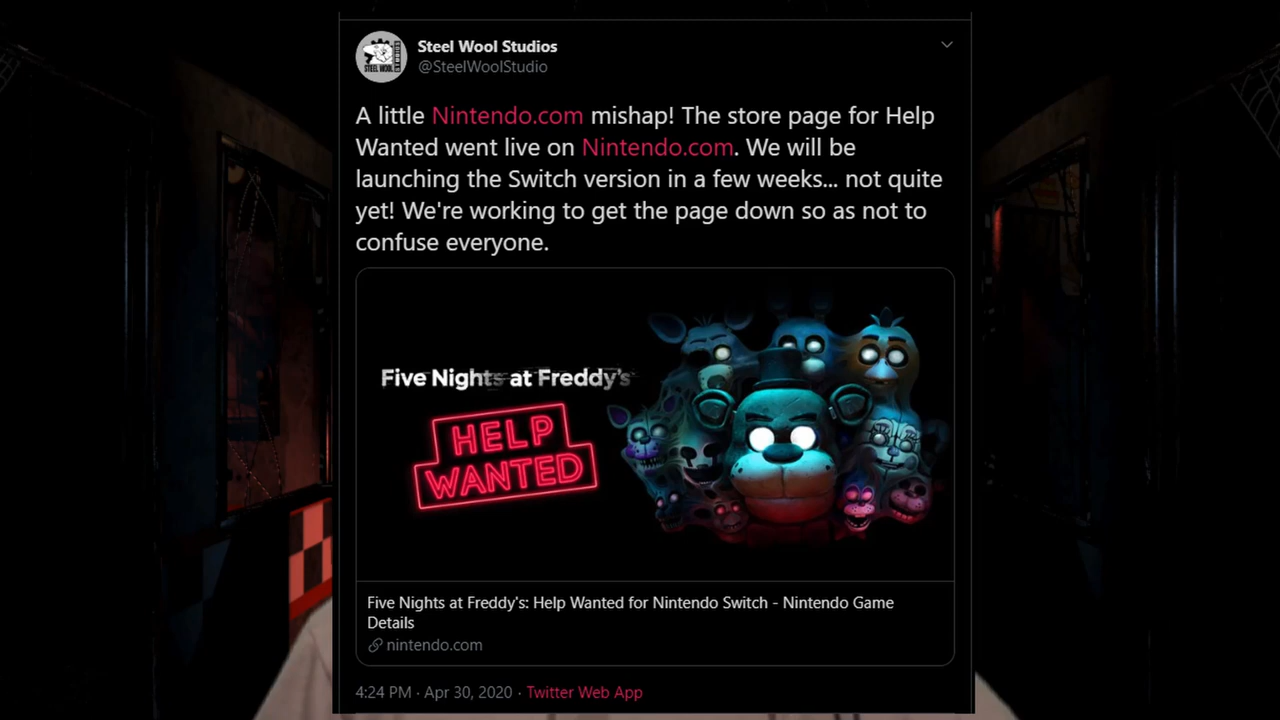 Steel Wool Studios
@SteelWoolStudio
STEEL WOOL
A little Nintendo.com mishap! The store page for Help
Wanted went live on Nintendo.com. We will be
launching the Switch version in a few weeks... not quite
yet! We're working to get the page down so as not to
confuse everyone.
Five Nights at Freddy's
HELP
WANTED
Five Nights at Freddy's: Help Wanted for Nintendo Switch - Nintendo Game
Details
nintendo.com
4:24 PM · Apr 30, 2020 · Twitter Web App